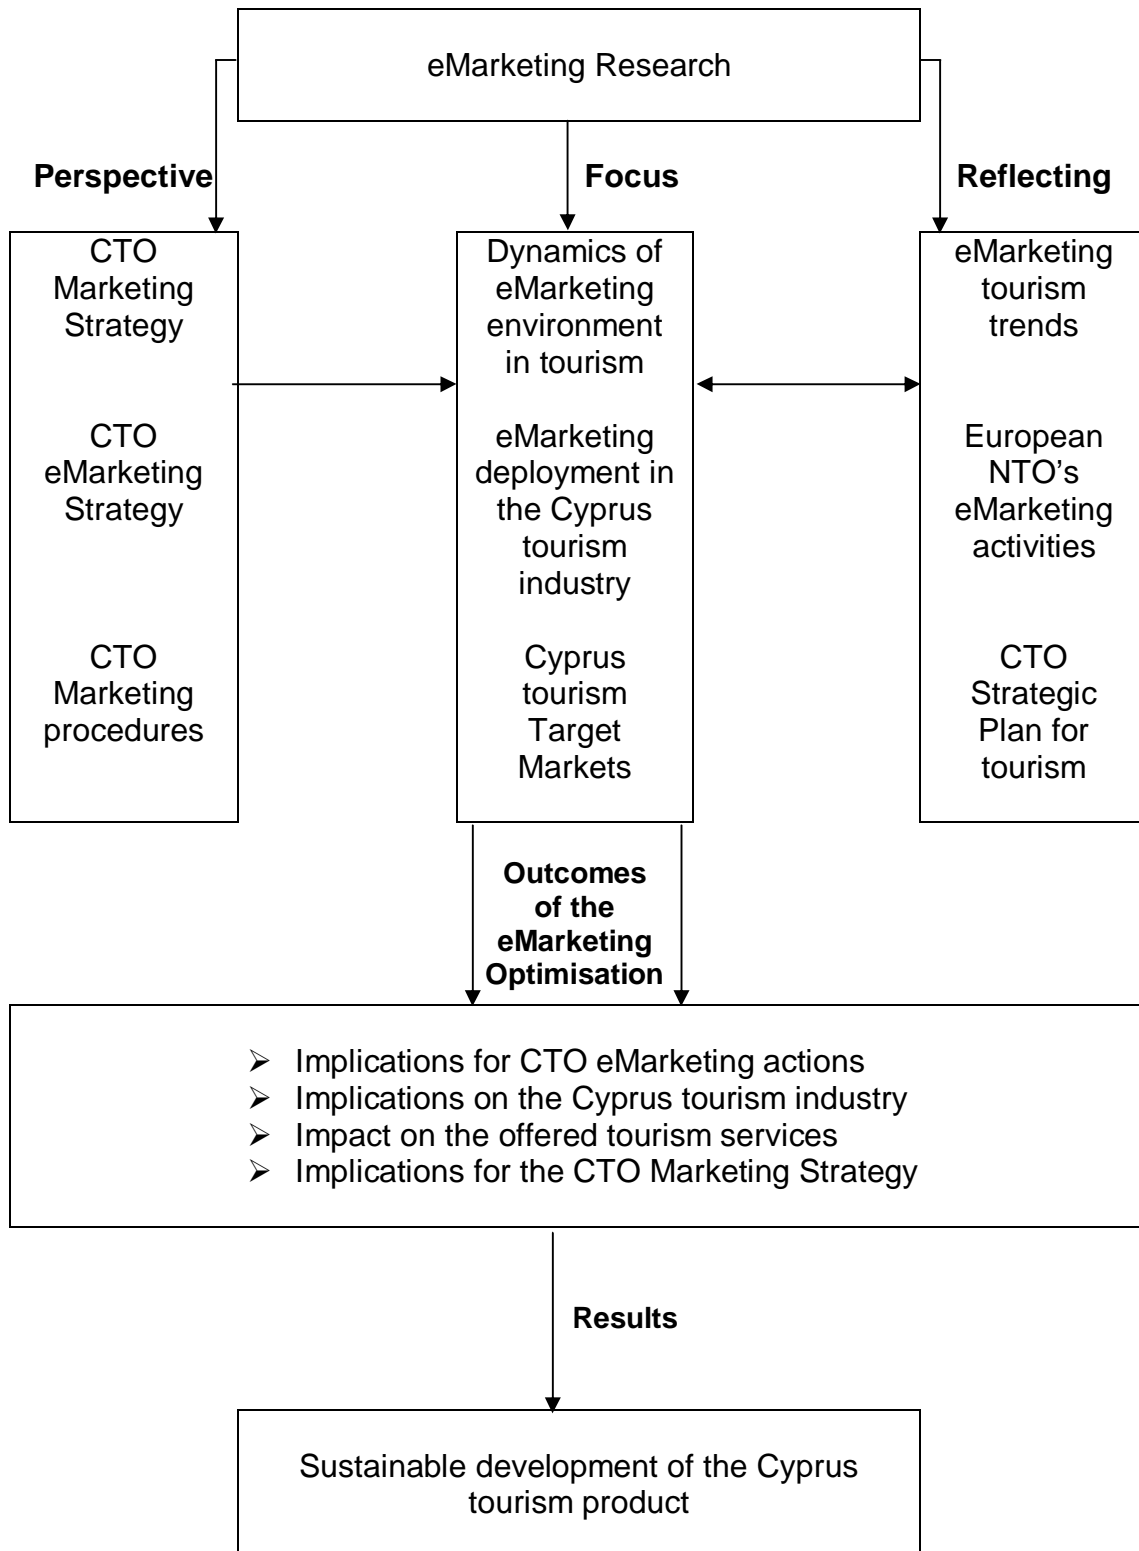 eMarketing Research
Perspective
Focus
Reflecting
CTO
Marketing
Strategy
CTO
eMarketing
Strategy
CTO
Marketing
procedures
Dynamics of
eMarketing
environment
in tourism
eMarketing
deployment in
the Cyprus
tourism
industry
Cyprus
tourism
Target
Markets
eMarketing
tourism
trends
European
NTO’s
eMarketing
activities
CTO
Strategic
Plan for
tourism
Outcomes
of the
eMarketing
Optimisation
➢ Implications for CTO eMarketing actions
➢ Implications on the Cyprus tourism industry
➢ Impact on the offered tourism services
➢ Implications for the CTO Marketing Strategy
Results
Sustainable development of the Cyprus
tourism product